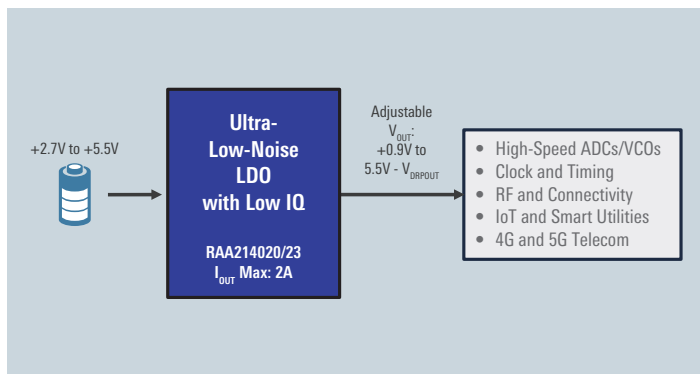 +2.7V to +5.5V
Ultra-
Low-Noise
LDO
with Low IQ
RAA214020/23
IOUT Max: 2A
Adjustable
VOUT:
+0.9V to
5.5V - VDRPOUT
• High-Speed ADCs/VCOs
• Clock and Timing
• RF and Connectivity
• IoT and Smart Utilities
• 4G and 5G Telecom